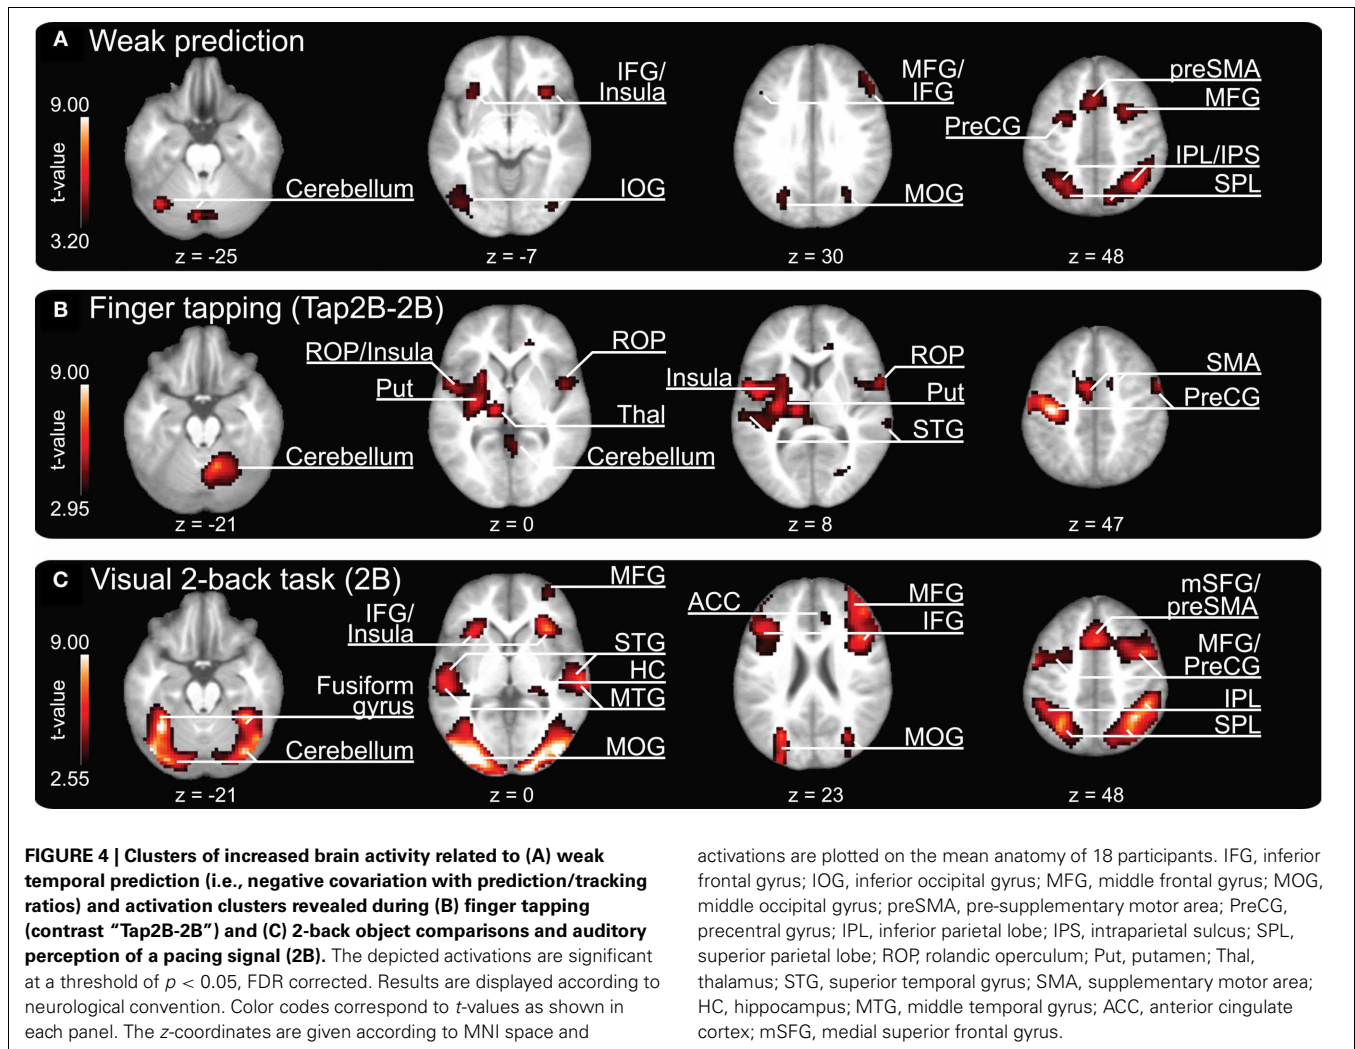 A Weak prediction
9.00
t-value
3.20
Cerebellum
z = -25
IFG/
Insula
IOG
z = -7
MFG/
IFG
MOG
z = 30
preSMA
MFG
PreCG
IPL/IPS
SPL
z = 48
B Finger tapping (Tap2B-2B)
9.00
t-value
2.95
Cerebellum
z = -21
ROP/Insula
Put
ROP
Thal
Cerebellum
z = 0
Insula
ROP
Put
STG
z = 8
SMA
PreCG
z = 47
C Visual 2-back task (2B)
9.00
t-value
2.55
Fusiform
gyrus
Cerebellum
z = -21
IFG/
Insula
MFG
STG
HC
MTG
MOG
z = 0
ACC
MFG
IFG
MOG
z = 23
mSFG/
preSMA
MFG/
PreCG
IPL
SPL
z = 48
FIGURE 4 | Clusters of increased brain activity related to (A) weak
temporal prediction (i.e., negative covariation with prediction/tracking
ratios) and activation clusters revealed during (B) finger tapping
(contrast "Tap2B-2B") and (C) 2-back object comparisons and auditory
perception of a pacing signal (2B). The depicted activations are significant
at a threshold of p < 0.05, FDR corrected. Results are displayed according to
neurological convention. Color codes correspond to t-values as shown in
each panel. The z-coordinates are given according to MNI space and
activations are plotted on the mean anatomy of 18 participants. IFG, inferior
frontal gyrus; IOG, inferior occipital gyrus; MFG, middle frontal gyrus; MOG,
middle occipital gyrus; preSMA, pre-supplementary motor area; PreCG,
precentral gyrus; IPL, inferior parietal lobe; IPS, intraparietal sulcus; SPL,
superior parietal lobe; ROP, rolandic operculum; Put, putamen; Thal,
thalamus; STG, superior temporal gyrus; SMA, supplementary motor area;
HC, hippocampus; MTG, middle temporal gyrus; ACC, anterior cingulate
cortex; mSFG, medial superior frontal gyrus.